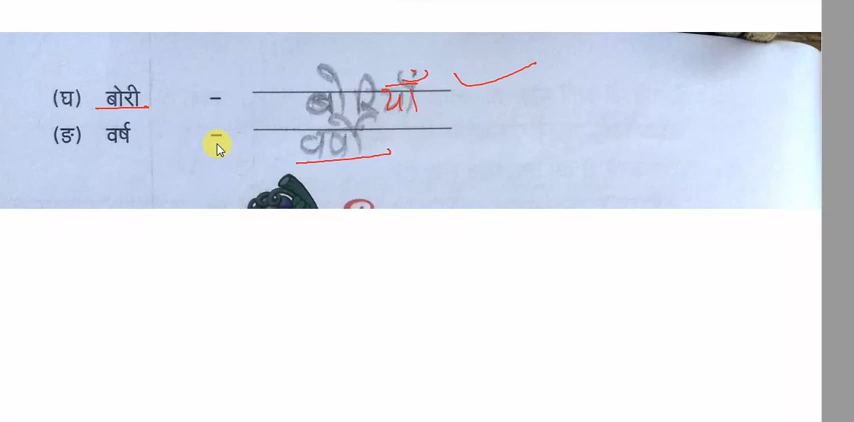 (घ) बोरी - बोरियाँ
(ङ) वर्ष - वर्षो